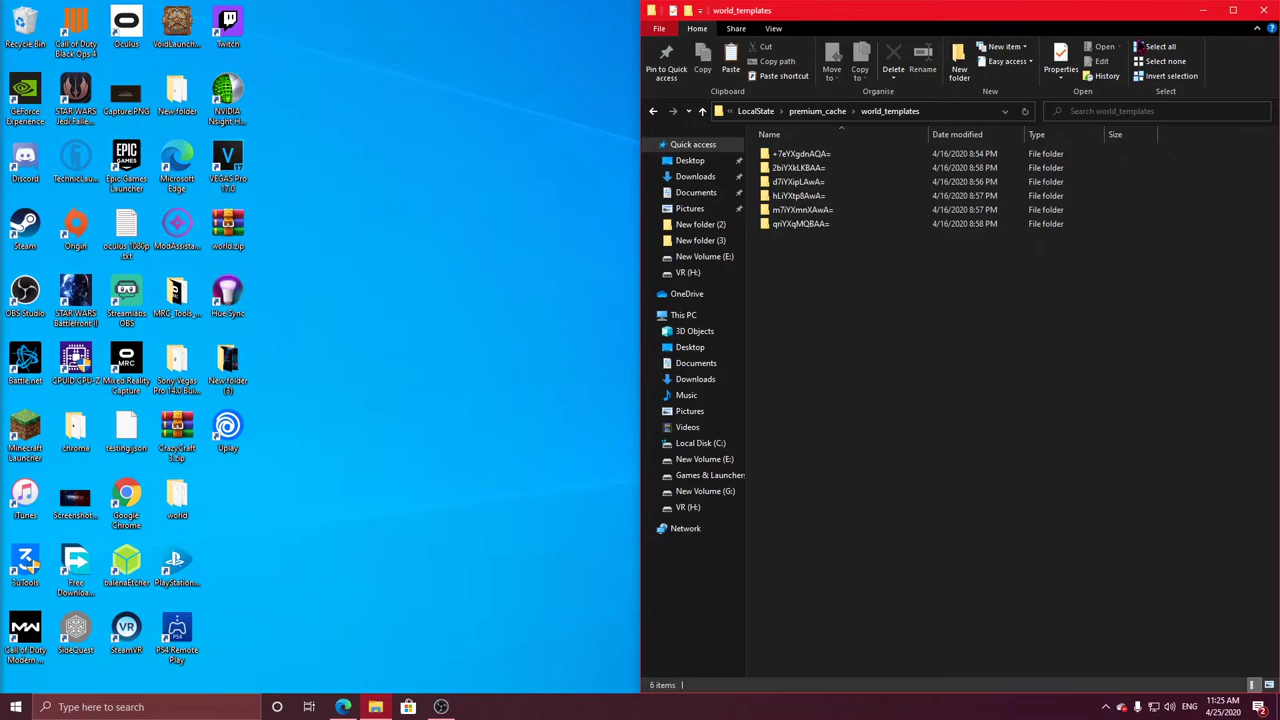 Recycle Bin
Call of Duty
Black Ops 4
Oculus
VoidLaunch...
Twitch
GeForce
Experience
STAR WARS
Jedi Falle...
Capture.PNG
New folder
NVIDIA
Nsight H...
Discord
TechnicLau...
Epic Games
Launcher
Microsoft
Edge
VEGAS Pro
17.0
Steam
Origin
oculus 1080p
.txt
ModAssista...
world.zip
OBS Studio
STAR WARS
Battlefront II
Streamlabs
OBS
MRC_Tools_...
Hue Sync
Battle.net
CPUID CPU-Z
Mixed Reality
Capture
Sony Vegas
Pro 14.0 Bui...
New folder
(3)
Minecraft
Launcher
chroma
testing.json
CrazyCraft
3.zip
Uplay
iTunes
Screenshot...
Google
Chrome
world
3uTools
Free
Downloa...
balenaEtcher
PlayStation...
Call of Duty
Modern ...
SideQuest
SteamVR
PS4 Remote
Play
world_templates
File
Home
Share
View
Pin to Quick
access
Copy
Paste
Cut
Copy path
Paste shortcut
Clipboard
Move
to
Copy
to
Delete
Rename
Organise
New
folder
New item
Easy access
New
Properties
Open
Edit
History
Open
Select all
Select none
Invert selection
Select
« LocalState > premium_cache > world_templates
Search world_templates
Name Date modified Type Size
+7eYXgdnAQA= 4/16/2020 8:54 PM File folder
2biYXkLKBAA= 4/16/2020 8:58 PM File folder
d7iYXipLAwA= 4/16/2020 8:56 PM File folder
hLiYXtp8AwA= 4/16/2020 8:57 PM File folder
m7iYXmnXAwA= 4/16/2020 8:57 PM File folder
qriYXqMQBAA= 4/16/2020 8:58 PM File folder
Quick access
Desktop
Downloads
Documents
Pictures
New folder (2)
New folder (3)
New Volume (E:)
VR (H:)
OneDrive
This PC
3D Objects
Desktop
Documents
Downloads
Music
Pictures
Videos
Local Disk (C:)
New Volume (E:)
Games & Launchers
New Volume (G:)
VR (H:)
Network
6 items
Type here to search
ENG
11:25 AM
4/25/2020
2